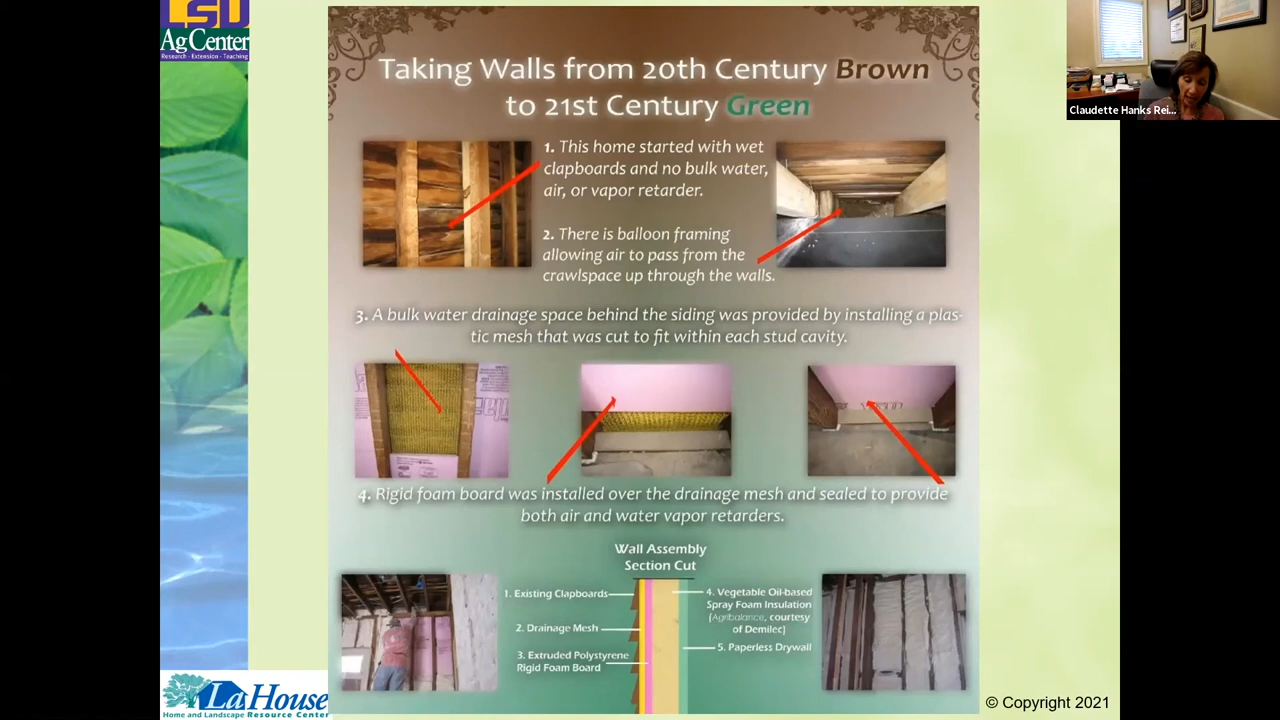 LSU
AgCenter
Research · Extension · Teaching
Claudette Hanks Rei...
Taking Walls from 20th Century Brown
to 21st Century Green
1. This home started with wet
clapboards and no bulk water,
air, or vapor retarder.
2. There is balloon framing
allowing air to pass from the
crawlspace up through the walls.
3. A bulk water drainage space behind the siding was provided by installing a plas-
tic mesh that was cut to fit within each stud cavity.
4. Rigid foam board was installed over the drainage mesh and sealed to provide
both air and water vapor retarders.
Wall Assembly
Section Cut
1. Existing Clapboards
2. Drainage Mesh
3. Extruded Polystyrene
Rigid Foam Board
4. Vegetable Oil-based
Spray Foam Insulation
(Agribalance, courtesy
of Demilec)
5. Paperless Drywall
LaHouse
Home and Landscape Resource Center
© Copyright 2021